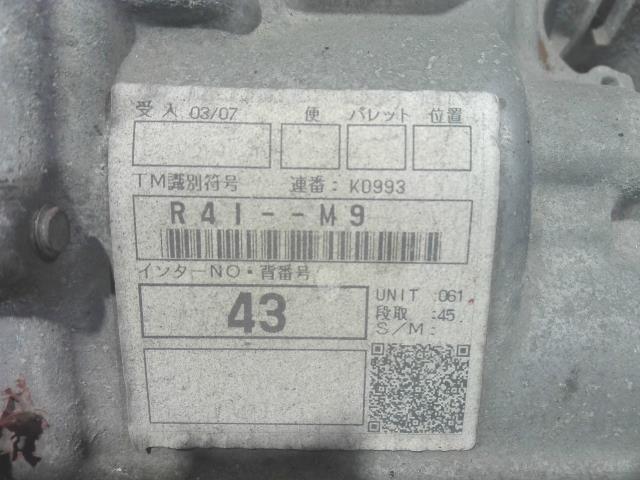 受入 03/07 便 パレット 位置
TM識別符号 連番: K0993
R4I--M9
インターNO・背番号
43
UNIT :061
段取 :45
S/M: